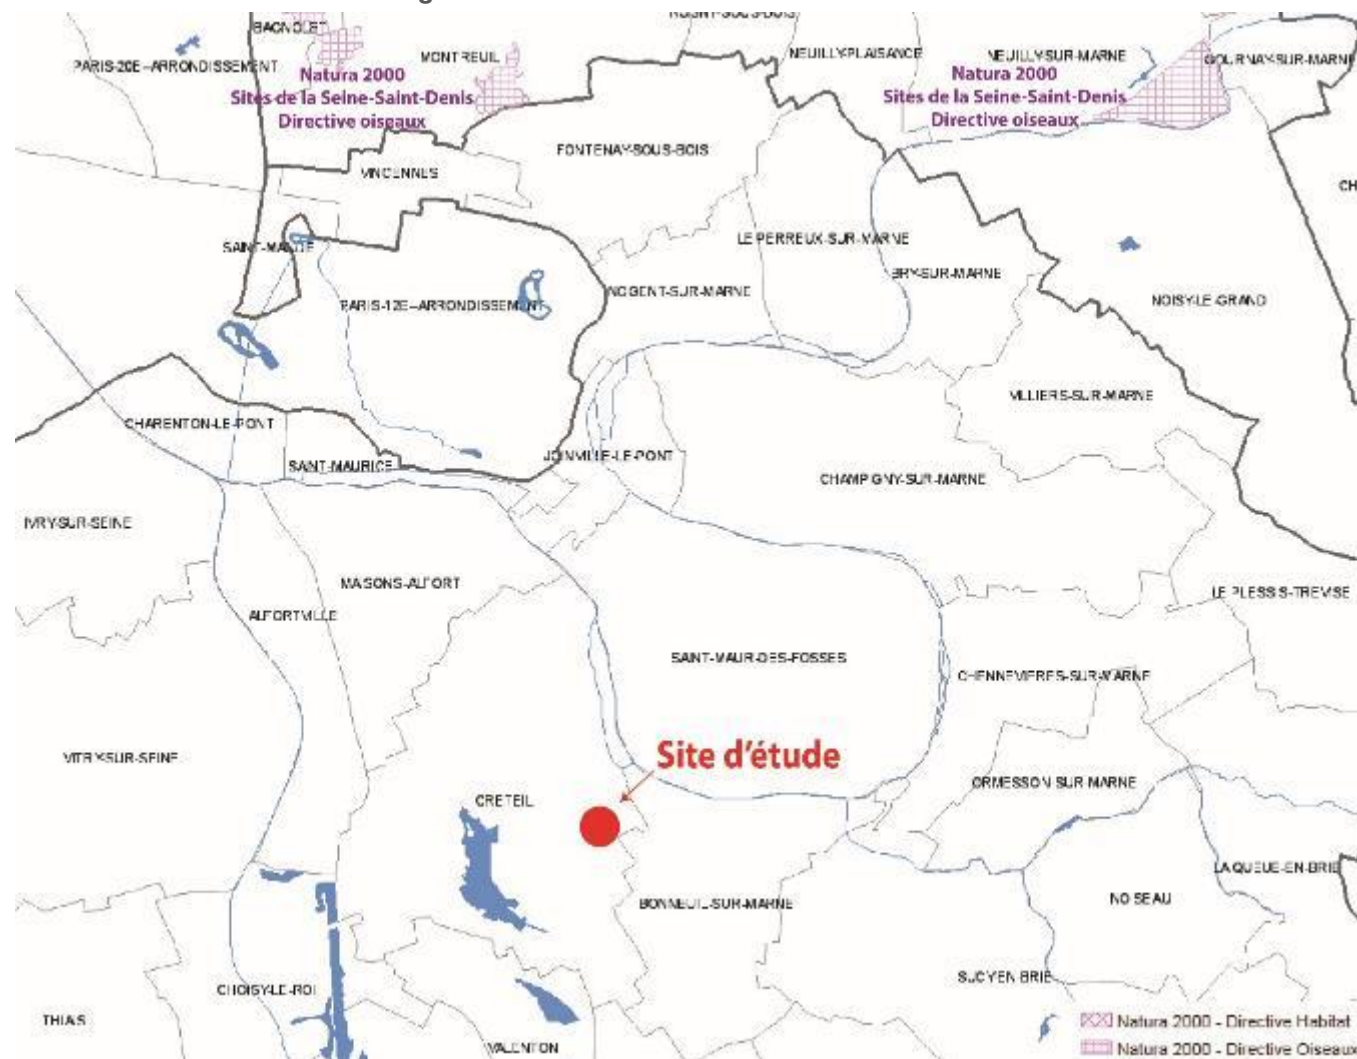 BAGNOLET
PARIS-20E--ARRONDISSEMENT
MONTREUIL
NEUILLY-PLAISANCE
NEUILLY-SUR-MARNE
GOURNAY-SUR-MARNE
Natura 2000
Sites de la Seine-Saint-Denis
Directive oiseaux
Natura 2000
Sites de la Seine-Saint-Denis
Directive oiseaux
VINCENNES
FONTENAY-SOUS-BOIS
CH
SAINT-MANDE
LE PERREUX-SUR-MARNE
BRY-SUR-MARNE
PARIS-12E--ARRONDISSEMENT
NOGENT-SUR-MARNE
NOISY-LE-GRAND
VILLIERS-SUR-MARNE
CHARENTON-LE-PONT
SAINT-MAURICE
JOINVILLE-LE-PONT
CHAMPIGNY-SUR-MARNE
IVRY-SUR-SEINE
MAISONS-ALFORT
LE PLESSIS-TREVISE
ALFORTVILLE
SAINT-MAUR-DES-FOSSES
CHENNEVIERES-SUR-MARNE
VITRY-SUR-SEINE
Site d'étude
ORMESSON SUR MARNE
CRETEIL
LA QUEUE-EN-BRIE
BONNEUIL-SUR-MARNE
NOISEAU
SUCY EN BRIE
CHOISY-LE-ROI
THIAIS
VALENTON
Natura 2000 - Directive Habitat
Natura 2000 - Directive Oiseaux